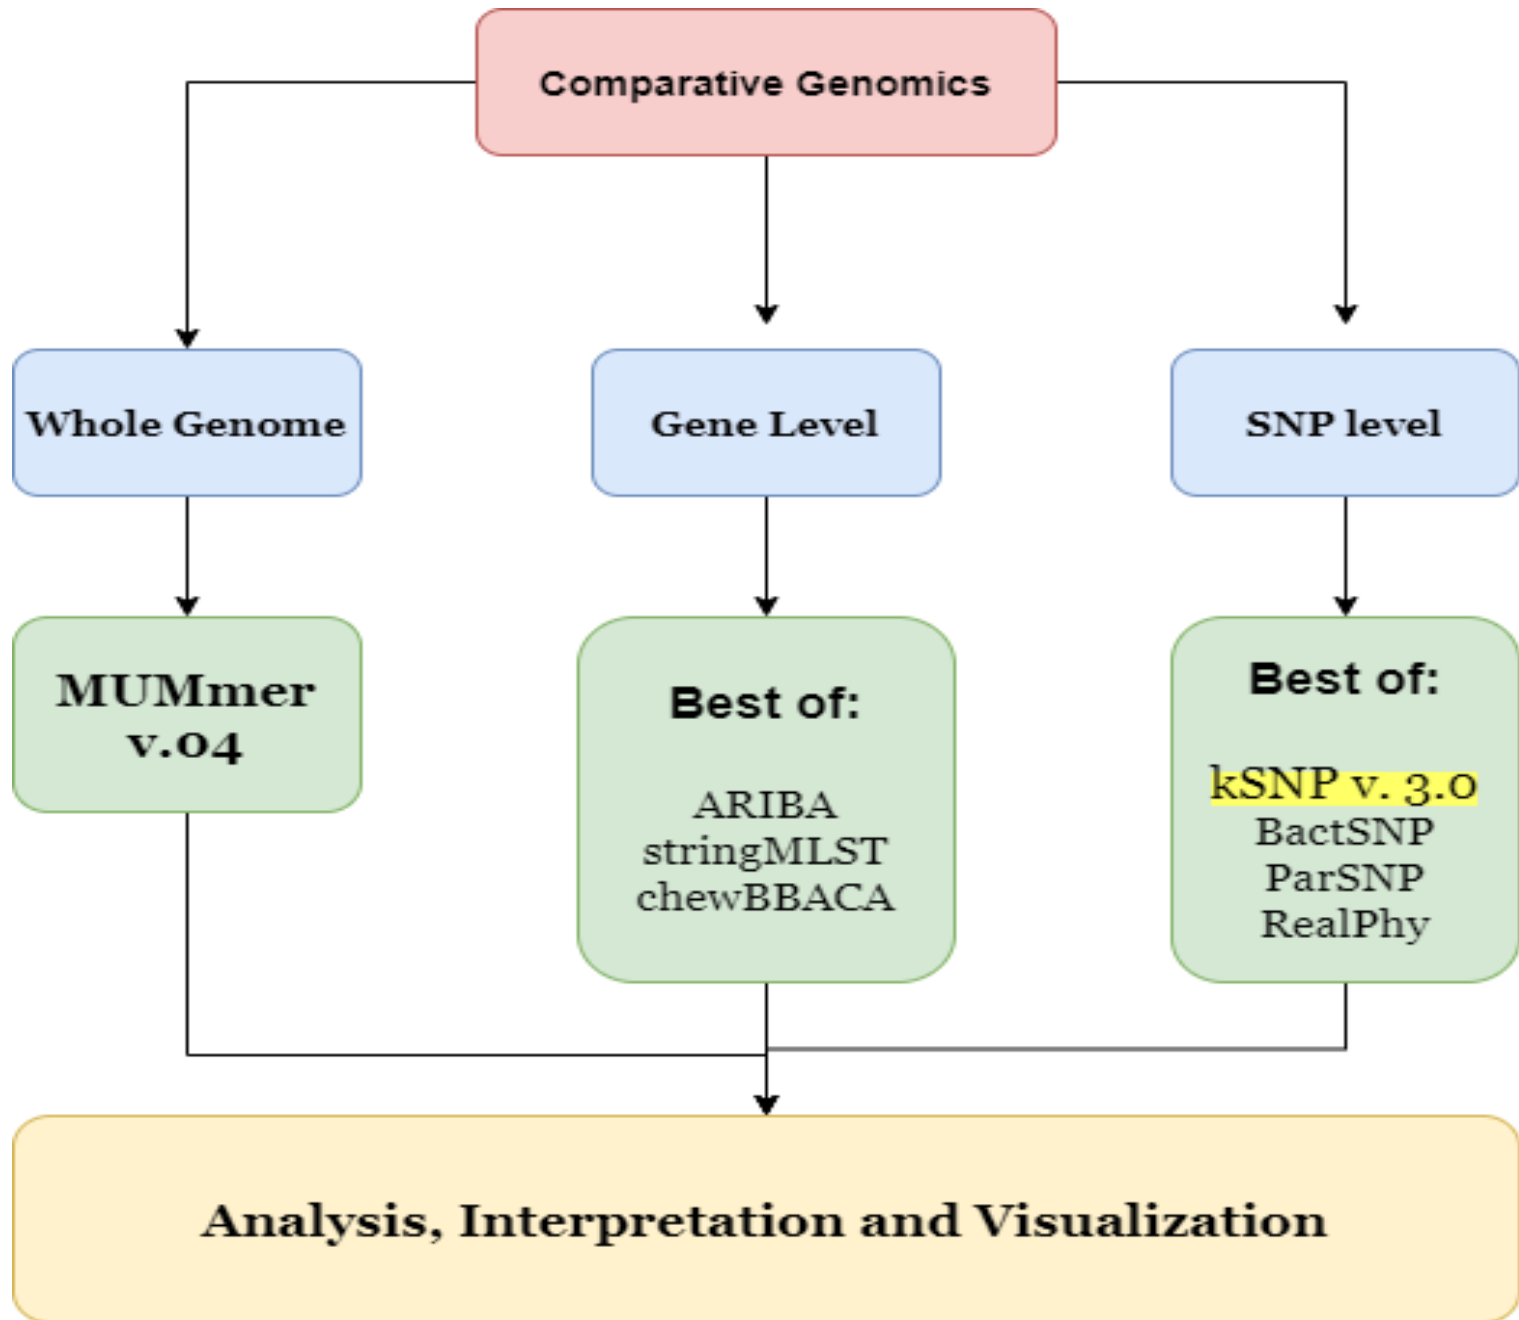 Comparative Genomics
Whole Genome
Gene Level
SNP level
MUMmer
v.04
Best of:
ARIBA
stringMLST
chewBBACA
Best of:
kSNP v. 3.0
BactSNP
ParSNP
RealPhy
Analysis, Interpretation and Visualization